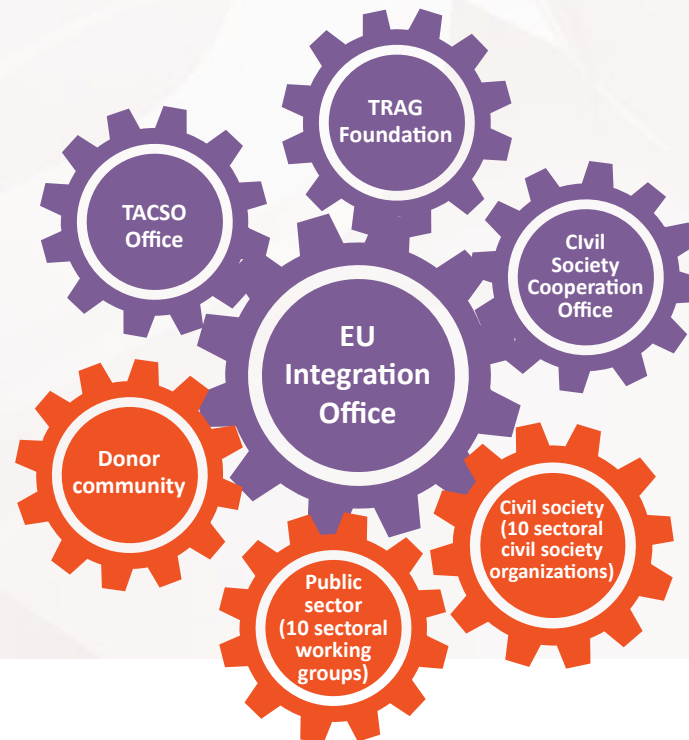 TRAG
Foundation
TACSO
Office
CIvil
Society
Cooperation
Office
EU
Integration
Office
Donor
community
Civil society
(10 sectoral
civil society
organizations)
Public
sector
(10 sectoral
working
groups)